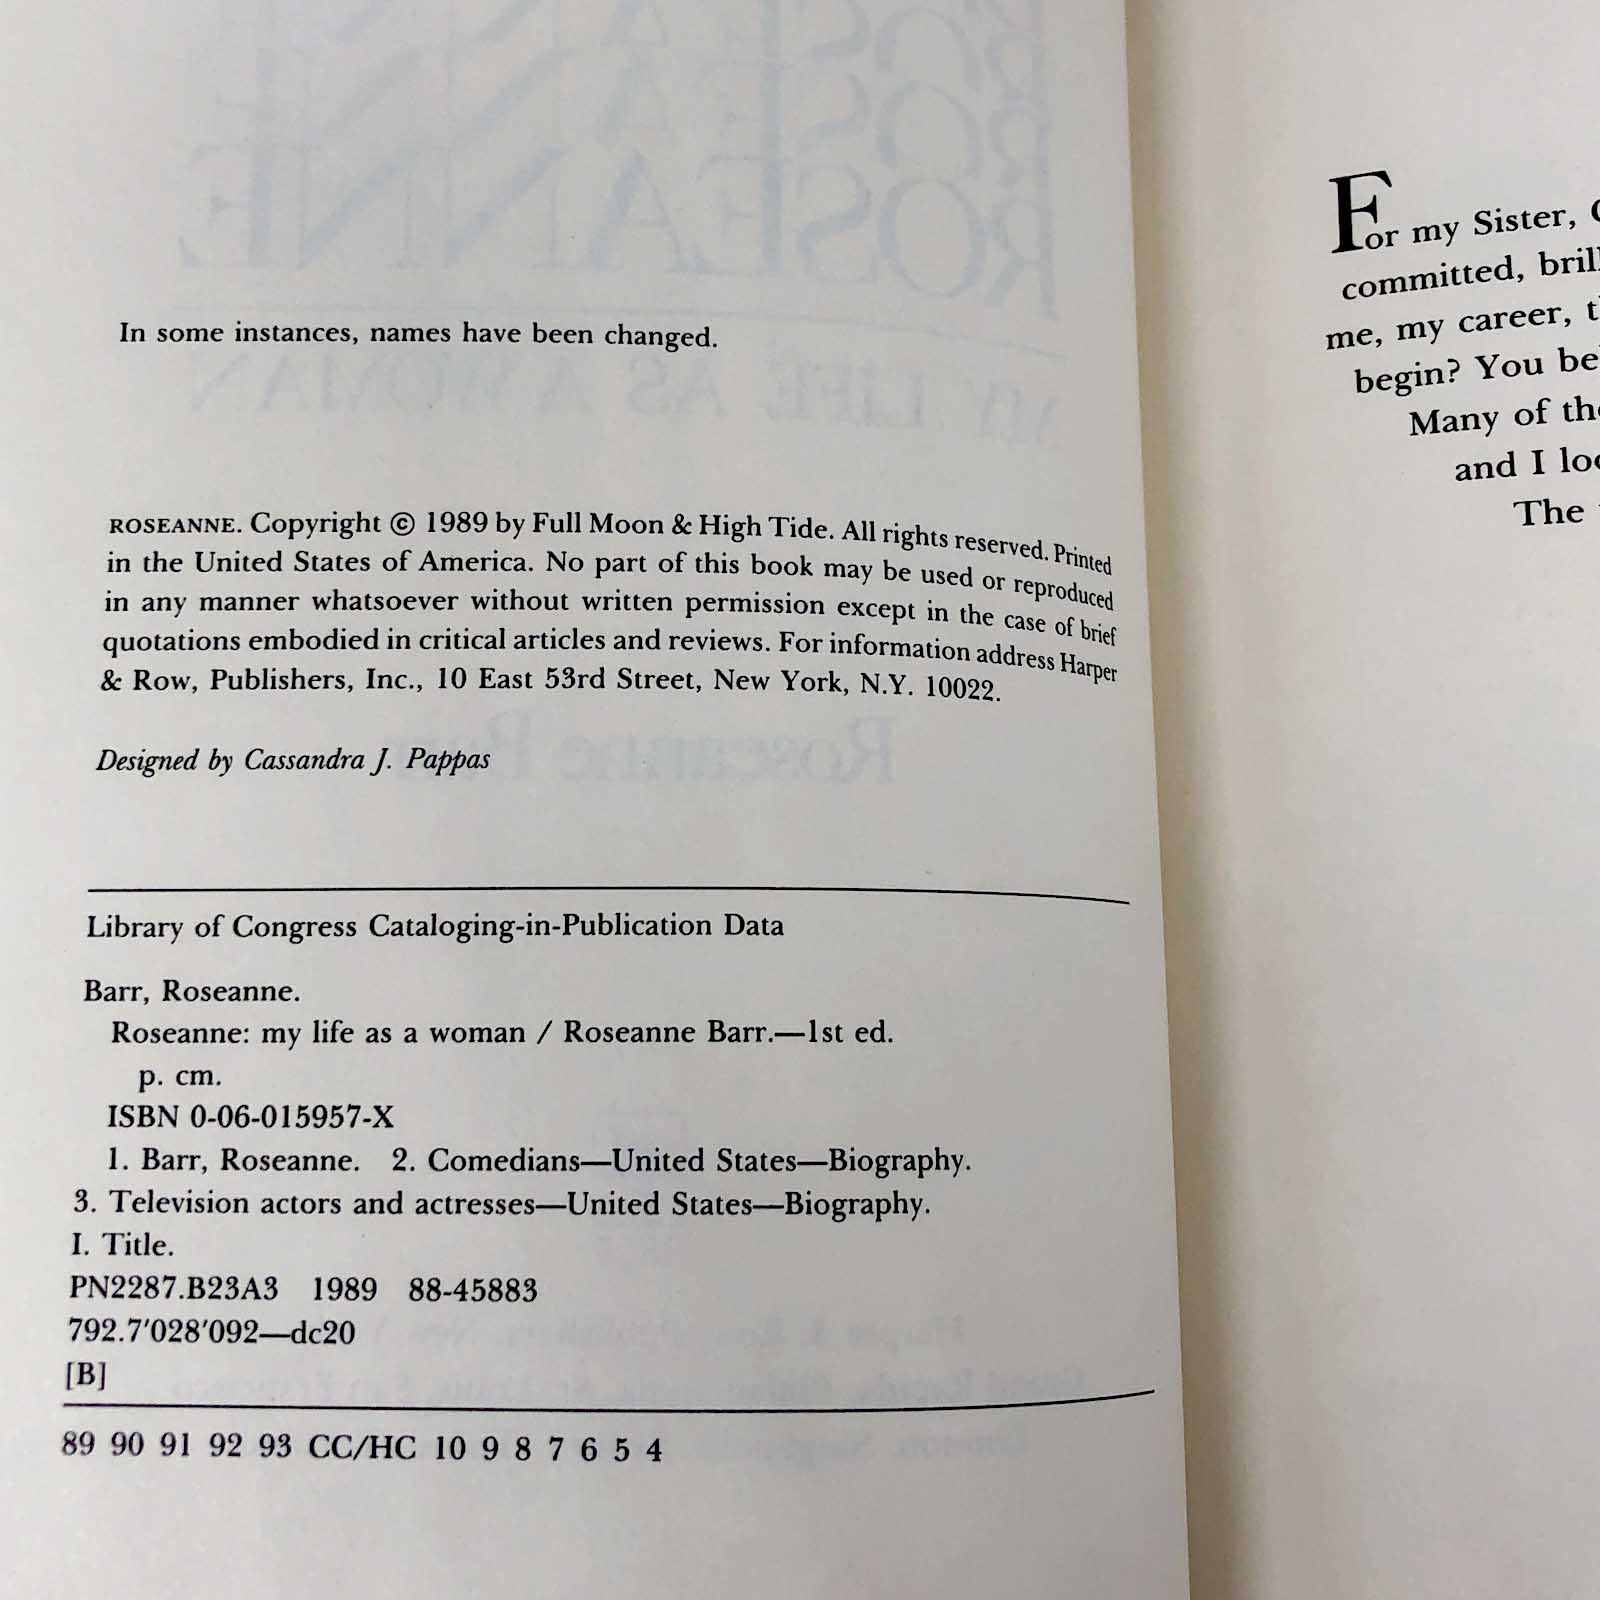 In some instances, names have been changed.
ROSEANNE. Copyright © 1989 by Full Moon & High Tide. All rights reserved. Printed
in the United States of America. No part of this book may be used or reproduced
in any manner whatsoever without written permission except in the case of brief
quotations embodied in critical articles and reviews. For information address Harper
& Row, Publishers, Inc., 10 East 53rd Street, New York, N.Y. 10022.
Designed by Cassandra J. Pappas
Library of Congress Cataloging-in-Publication Data
Barr, Roseanne.
Roseanne: my life as a woman / Roseanne Barr.—1st ed.
p. cm.
ISBN 0-06-015957-X
1. Barr, Roseanne. 2. Comedians—United States—Biography.
3. Television actors and actresses—United States—Biography.
I. Title.
PN2287.B23A3 1989 88-45883
792.7'028'092—dc20
[B]
89 90 91 92 93 CC/HC 10 9 8 7 6 5 4
For my Sister,
committed,
me, my career,
begin? You
Many of
and I
The